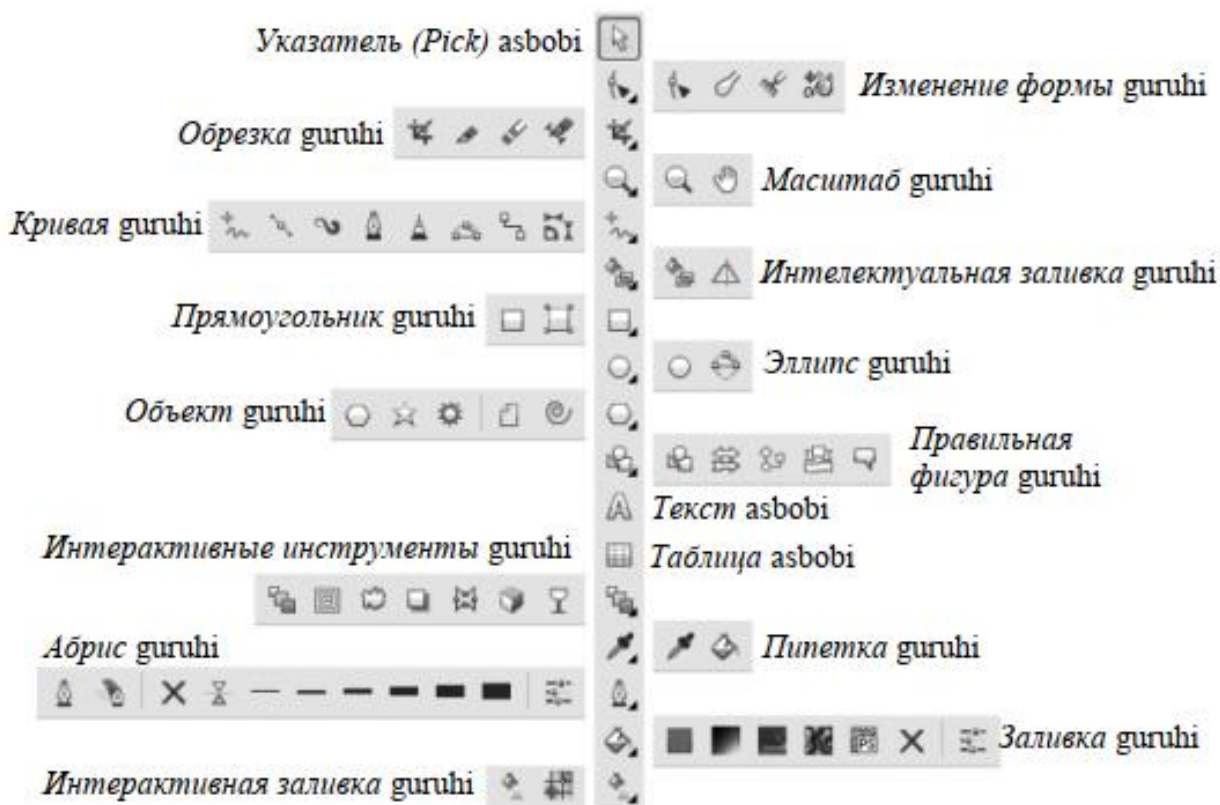 Указатель (Pick) asbobi
Изменение формы guruhi
Обрезка guruhi
Масштаб guruhi
Кривая guruhi
Интелектуальная заливка guruhi
Прямоугольник guruhi
Эллипс guruhi
Объект guruhi
Правильная
фигура guruhi
Текст asbobi
Интерактивные инструменты guruhi
Таблица asbobi
Абрис guruhi
Пипетка guruhi
Заливка guruhi
Интерактивная заливка guruhi